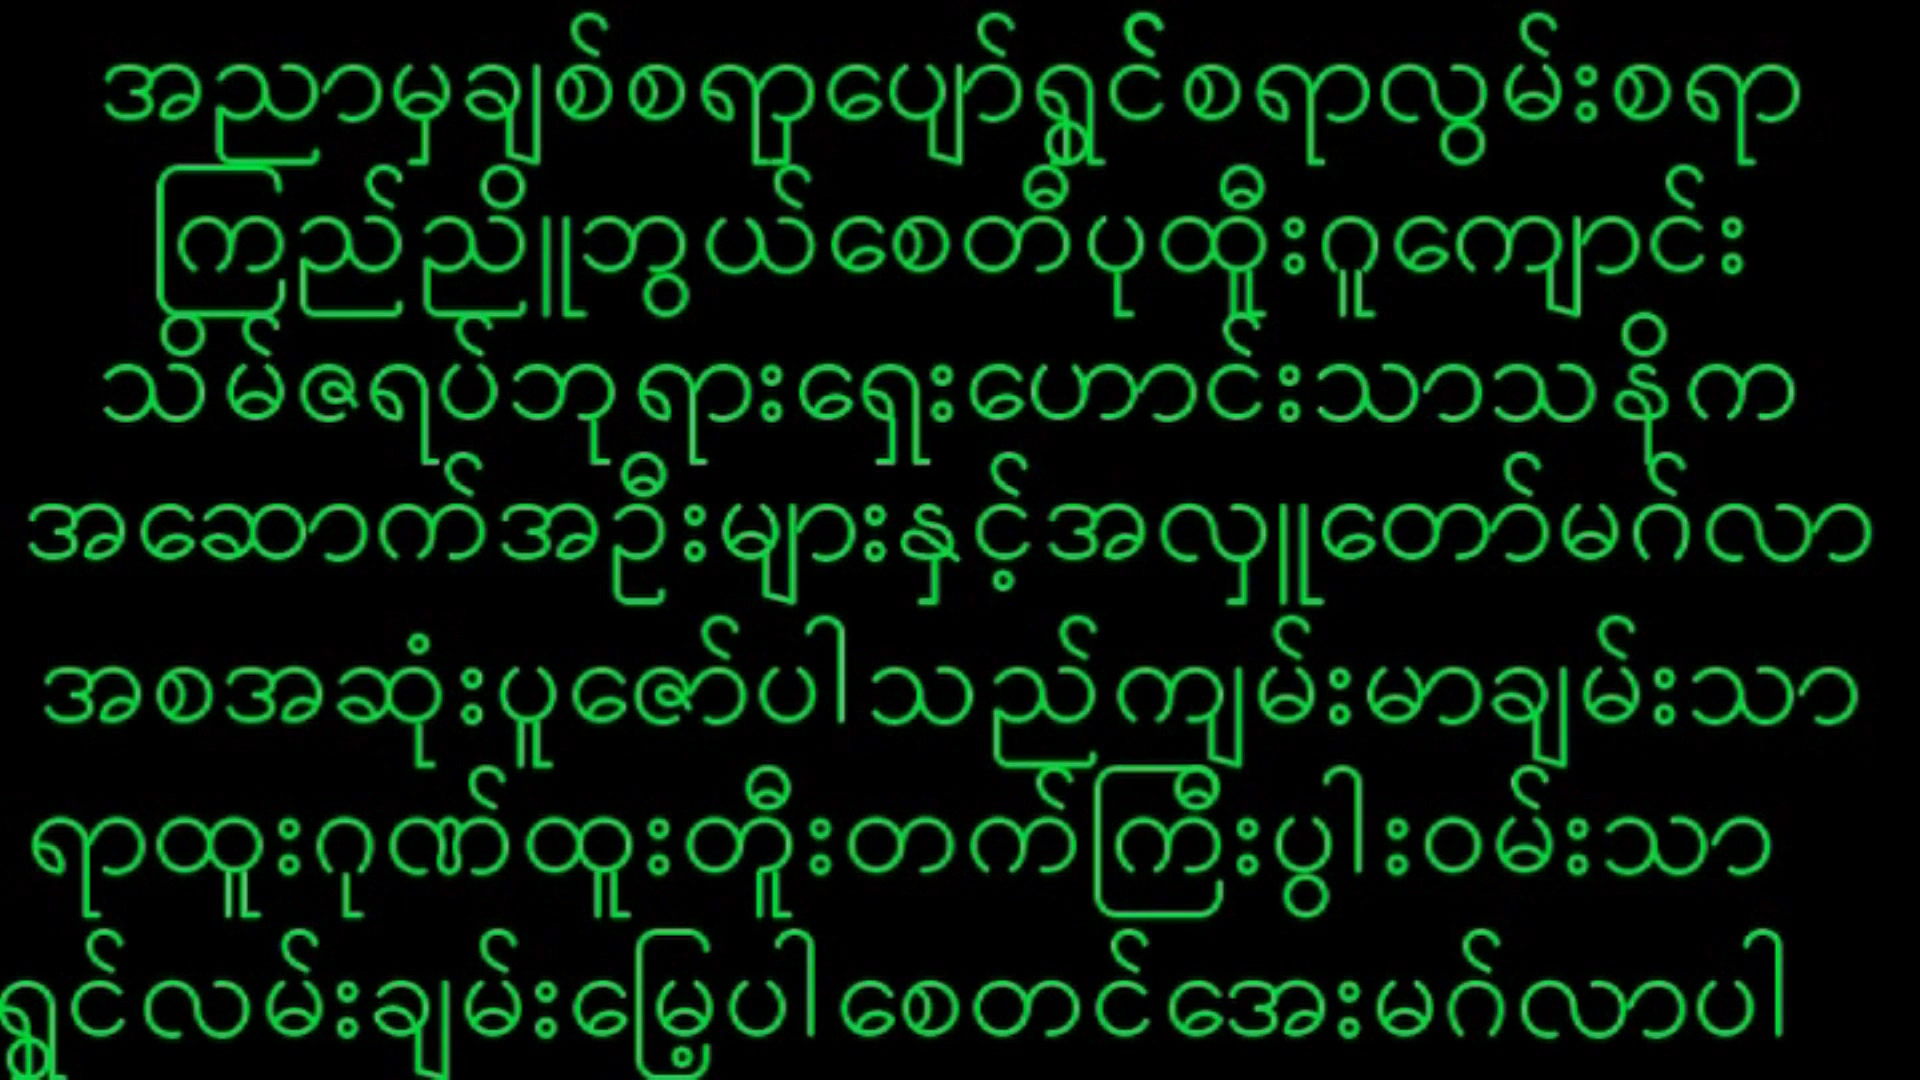 အညာမှချစ်စရာပျော်ရွှင်စရာလွမ်းစရာ
ကြည်ညိုူဘွယ်စေတီပုထိူးဂူကျောင်း
သိမ်ဇရပ်ဘုရားရှေးဟောင်းသာသနိုက
အဆောက်အဦးများနှင့်အလှူတော်မင်္ဂလာ
အစအဆုံးပူဇော်ပါသည်ကျမ်းမာချမ်းသာ
ရာထူးဂုဏ်ထူးတိူးတက်ကြီးပွါးဝမ်းသာ
ရွှင်လမ်းချမ်းမြေ့ပါစေတင်အေးမင်္ဂလာပါ